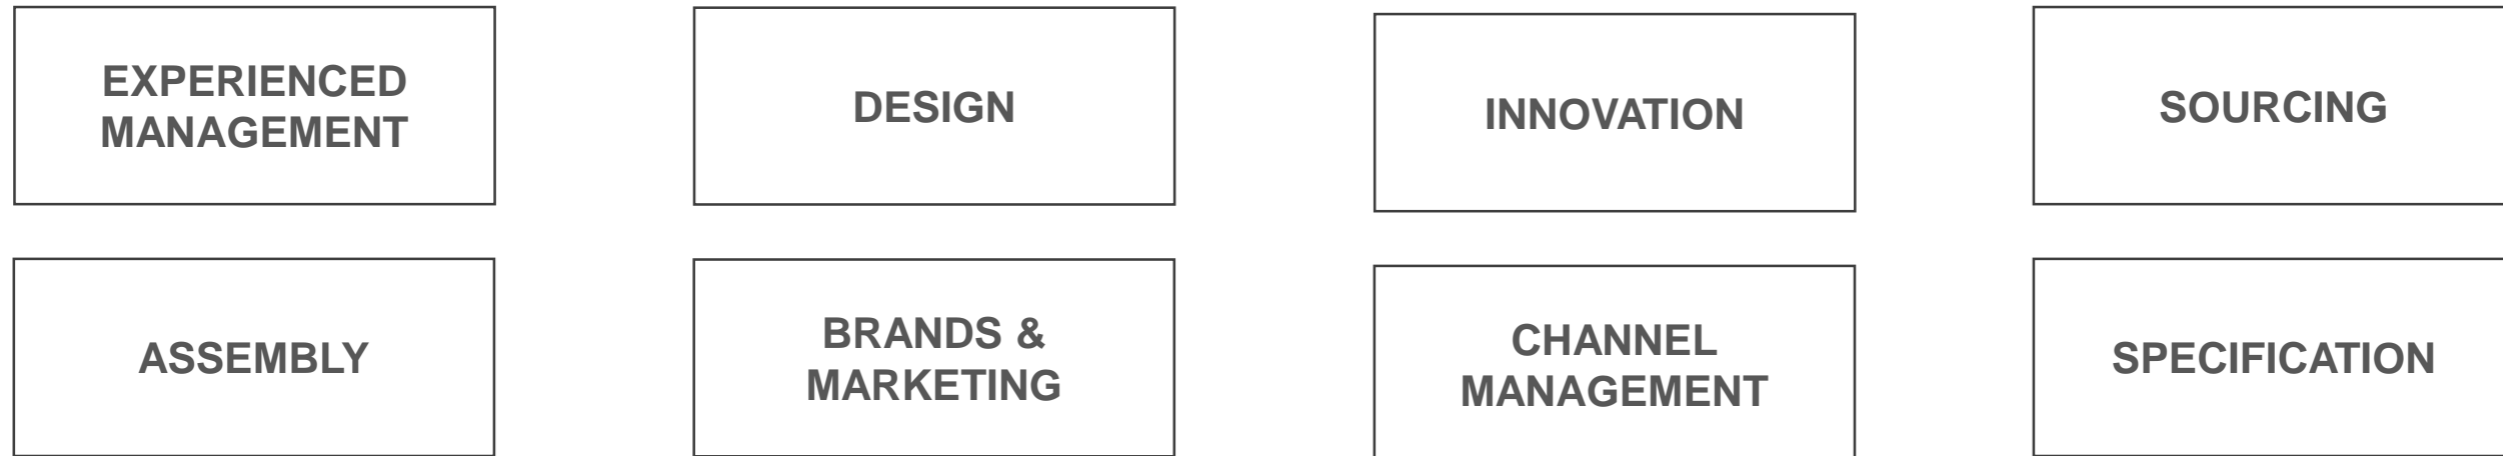 EXPERIENCED
MANAGEMENT
DESIGN
INNOVATION
SOURCING
ASSEMBLY
BRANDS &
MARKETING
CHANNEL
MANAGEMENT
SPECIFICATION